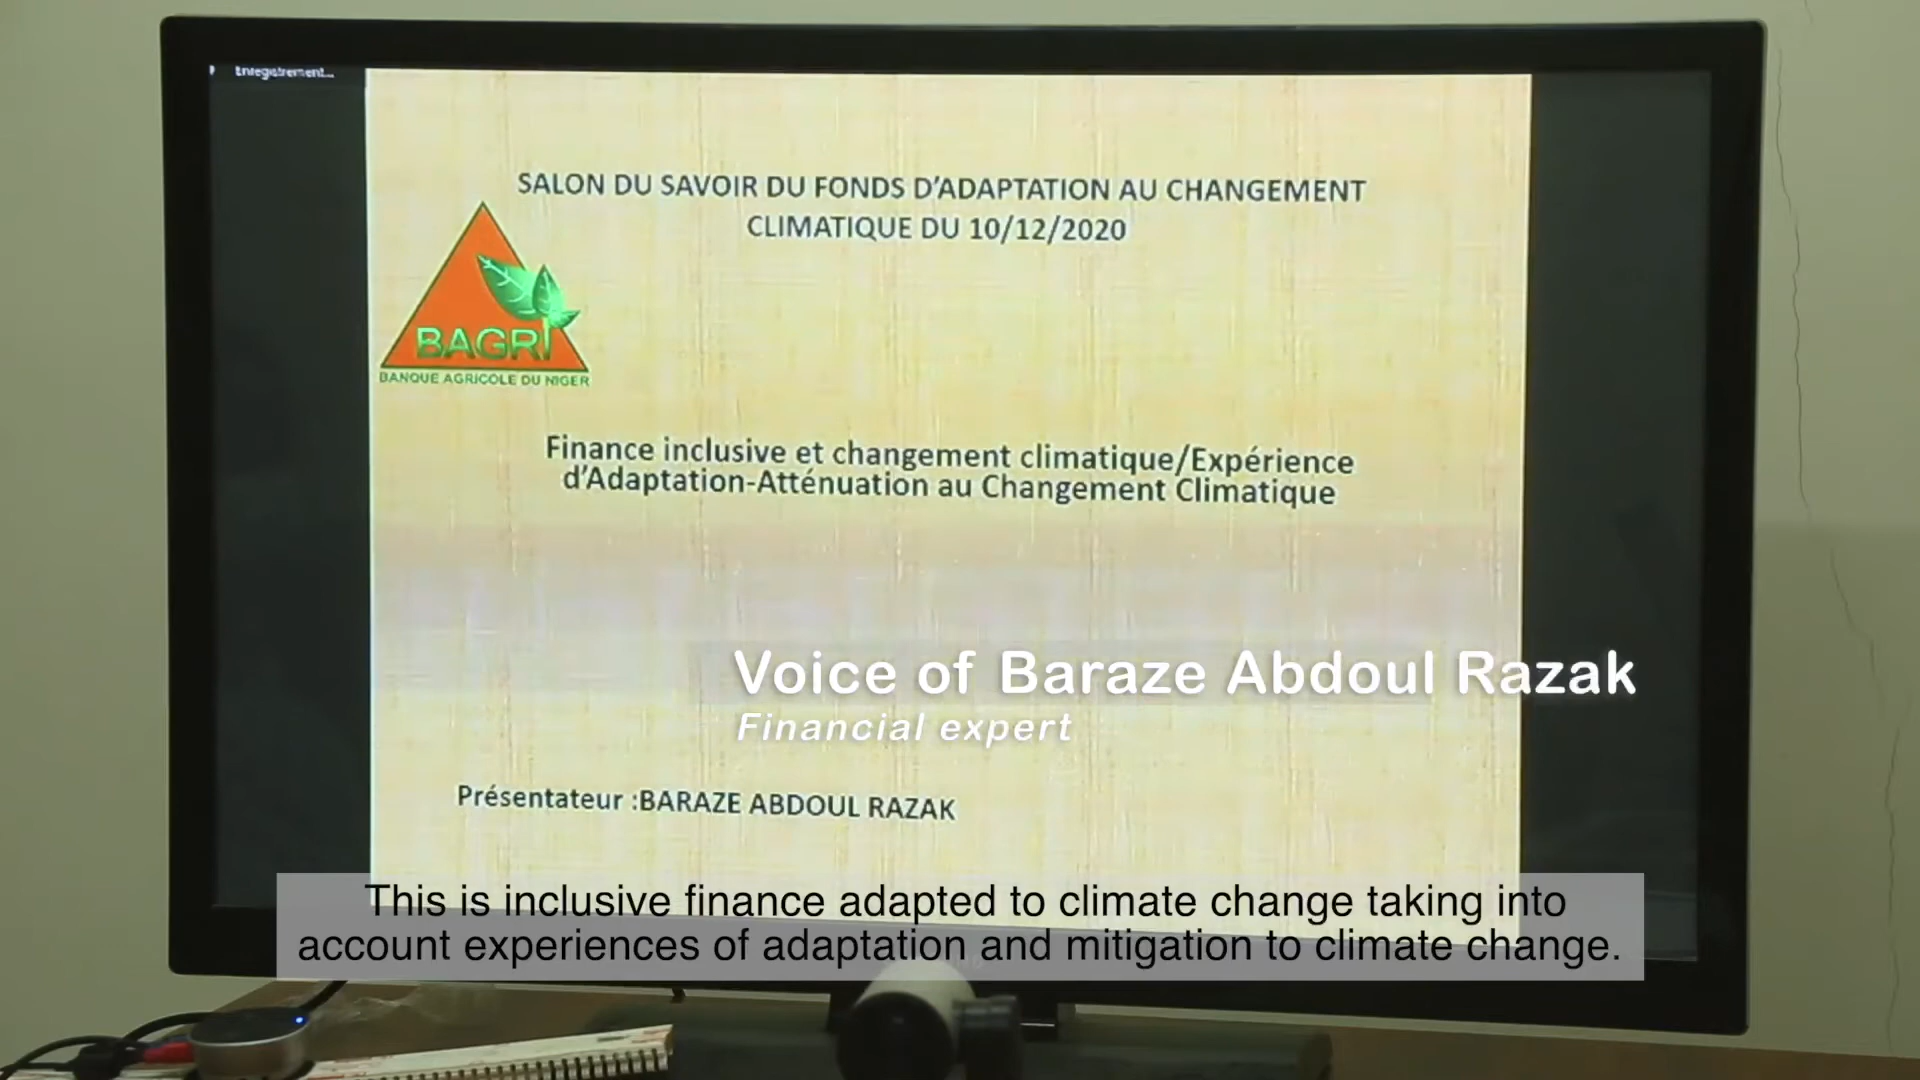 Enregistrement...
SALON DU SAVOIR DU FONDS D'ADAPTATION AU CHANGEMENT
CLIMATIQUE DU 10/12/2020
BAGRI
BANQUE AGRICOLE DU NIGER
Finance inclusive et changement climatique/Expérience
d'Adaptation-Atténuation au Changement Climatique
Voice of Baraze Abdoul Razak
Financial expert
Présentateur :BARAZE ABDOUL RAZAK
This is inclusive finance adapted to climate change taking into
account experiences of adaptation and mitigation to climate change.